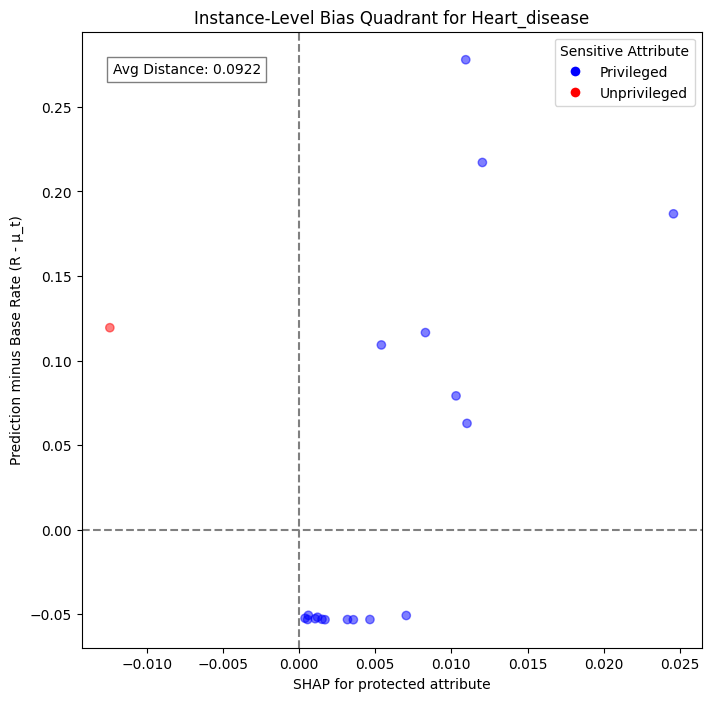 Instance-Level Bias Quadrant for Heart_disease
Avg Distance: 0.0922
Sensitive Attribute
Privileged
Unprivileged
Prediction minus Base Rate (R - μ_t)
0.25
0.20
0.15
0.10
0.05
0.00
−0.05
−0.010 −0.005 0.000 0.005 0.010 0.015 0.020 0.025
SHAP for protected attribute